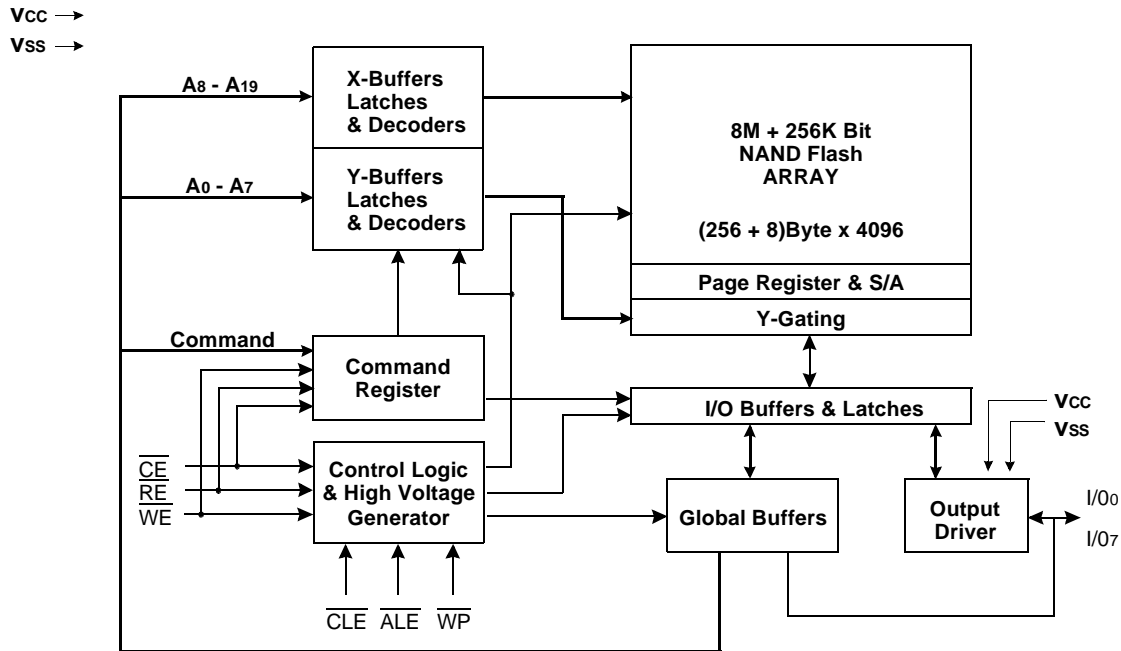 VCC
VSS
A8 - A19
X-Buffers
Latches
& Decoders
A0 - A7
Y-Buffers
Latches
& Decoders
8M + 256K Bit
NAND Flash
ARRAY
(256 + 8)Byte x 4096
Page Register & S/A
Y-Gating
Command
Command
Register
I/O Buffers & Latches
VCC
VSS
CE
RE
WE
Control Logic
& High Voltage
Generator
Global Buffers
Output
Driver
I/00
I/07
CLE
ALE
WP